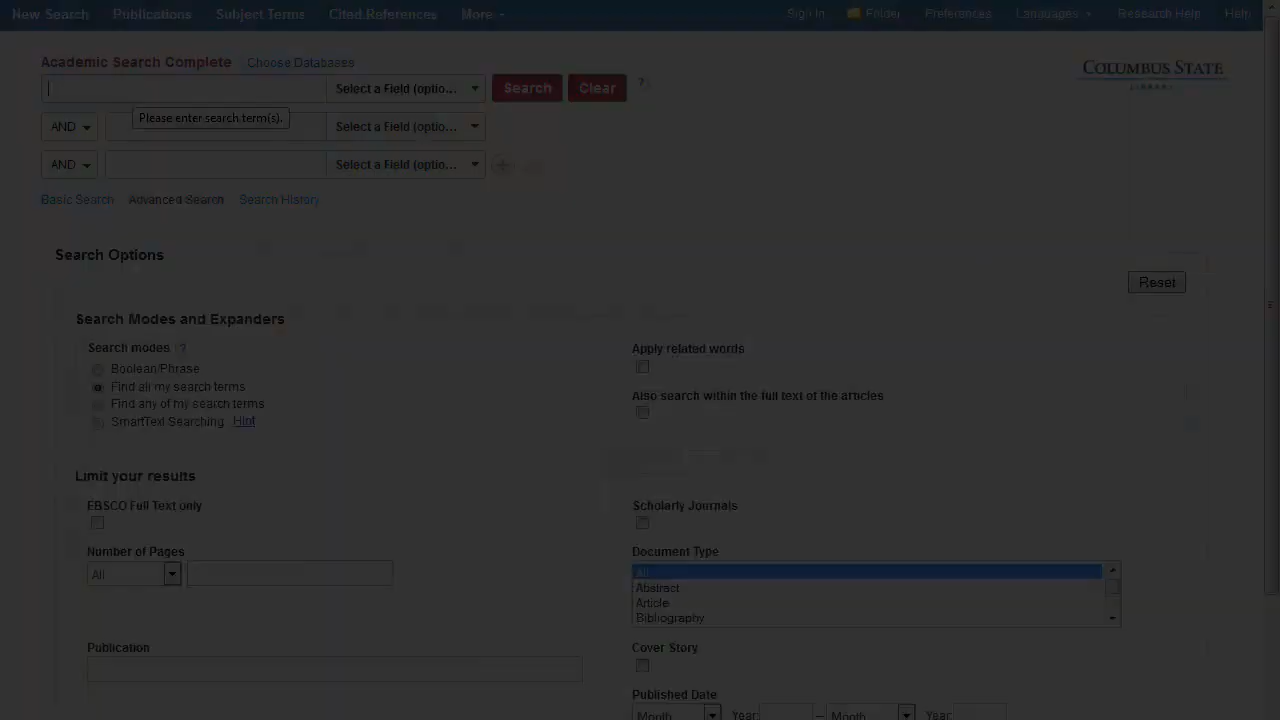 New Search Publications Subject Terms Cited References More Sign In Folder Preferences Languages Research Help Help
Academic Search Complete Choose Databases
Select a Field (optio... Search Clear ?
COLUMBUS STATE
LIBRARY
Please enter search term(s).
AND Select a Field (optio...
AND Select a Field (optio...
Basic Search Advanced Search Search History
Search Options
Reset
Search Modes and Expanders
Search modes ?
Boolean/Phrase
Find all my search terms
Find any of my search terms
SmartText Searching Hint
Apply related words
Also search within the full text of the articles
Limit your results
EBSCO Full Text only
Scholarly Journals
Number of Pages
All
Document Type
All
Abstract
Article
Bibliography
Publication
Cover Story
Published Date
Month Year – Month Year